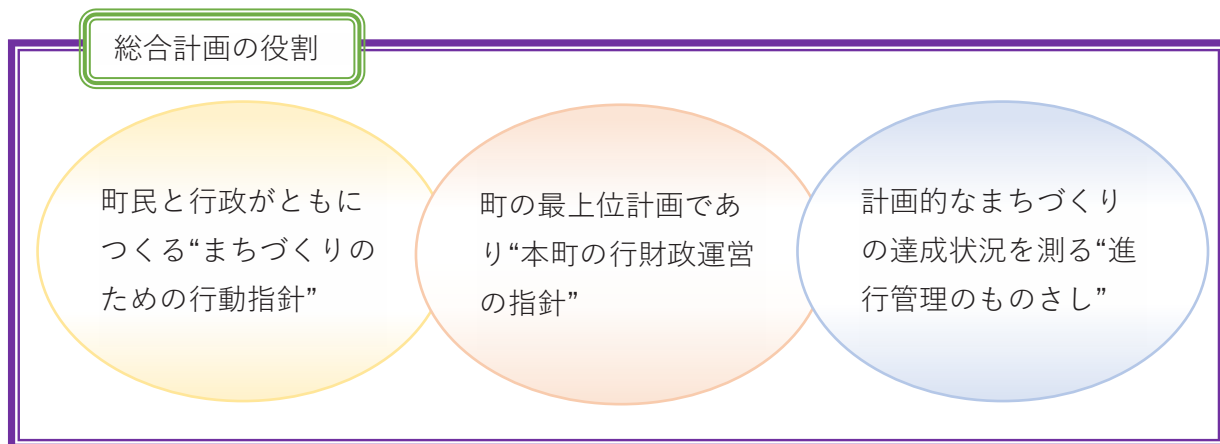 総合計画の役割
町民と行政がともに
つくる“まちづくりの
ための行動指針”
町の最上位計画であ
り“本町の行財政運営
の指針”
計画的なまちづくり
の達成状況を測る“進
行管理のものさし”